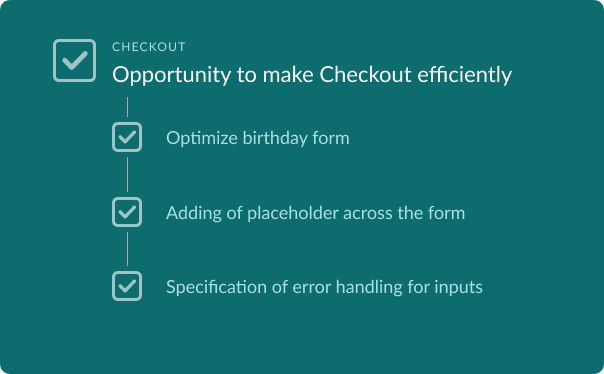 CHECKOUT
Opportunity to make Checkout efficiently
Optimize birthday form
Adding of placeholder across the form
Specification of error handling for inputs